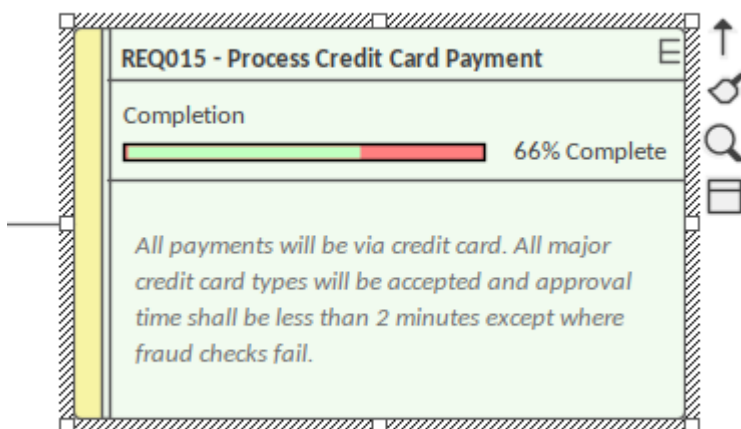 REQ015 - Process Credit Card Payment
E
Completion
66% Complete
All payments will be via credit card. All major
credit card types will be accepted and approval
time shall be less than 2 minutes except where
fraud checks fail.